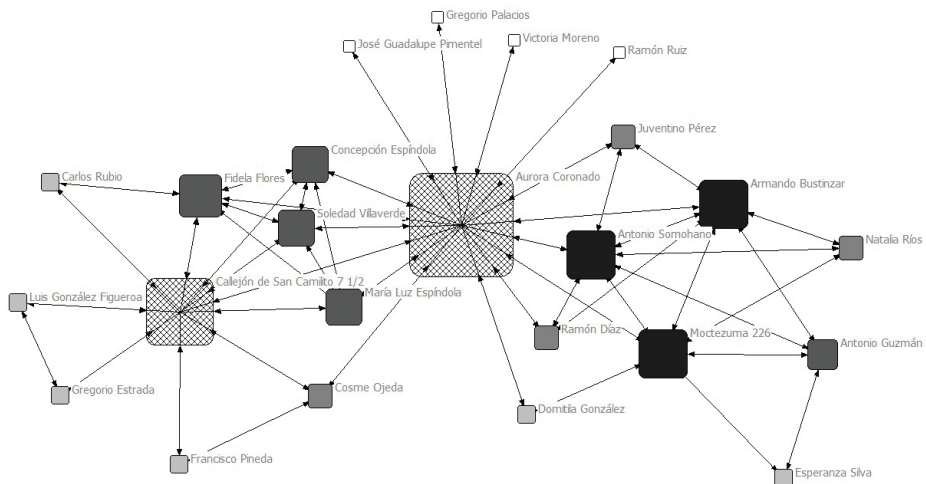 Gregorio Palacios
José Guadalupe Pimentel
Victoria Moreno
Ramón Ruiz
Juventino Pérez
Concepción Espíndola
Carlos Rubio
Fidela Flores
Aurora Coronado
Armando Bustinzar
Soledad Villaverde
Antonio Somohano
Natalia Ríos
Callejón de San Camilito 7 1/2
María Luz Espíndola
Luis González Figueroa
Ramón Díaz
Moctezuma 226
Antonio Guzmán
Gregorio Estrada
Cosme Ojeda
Domitila González
Francisco Pineda
Esperanza Silva